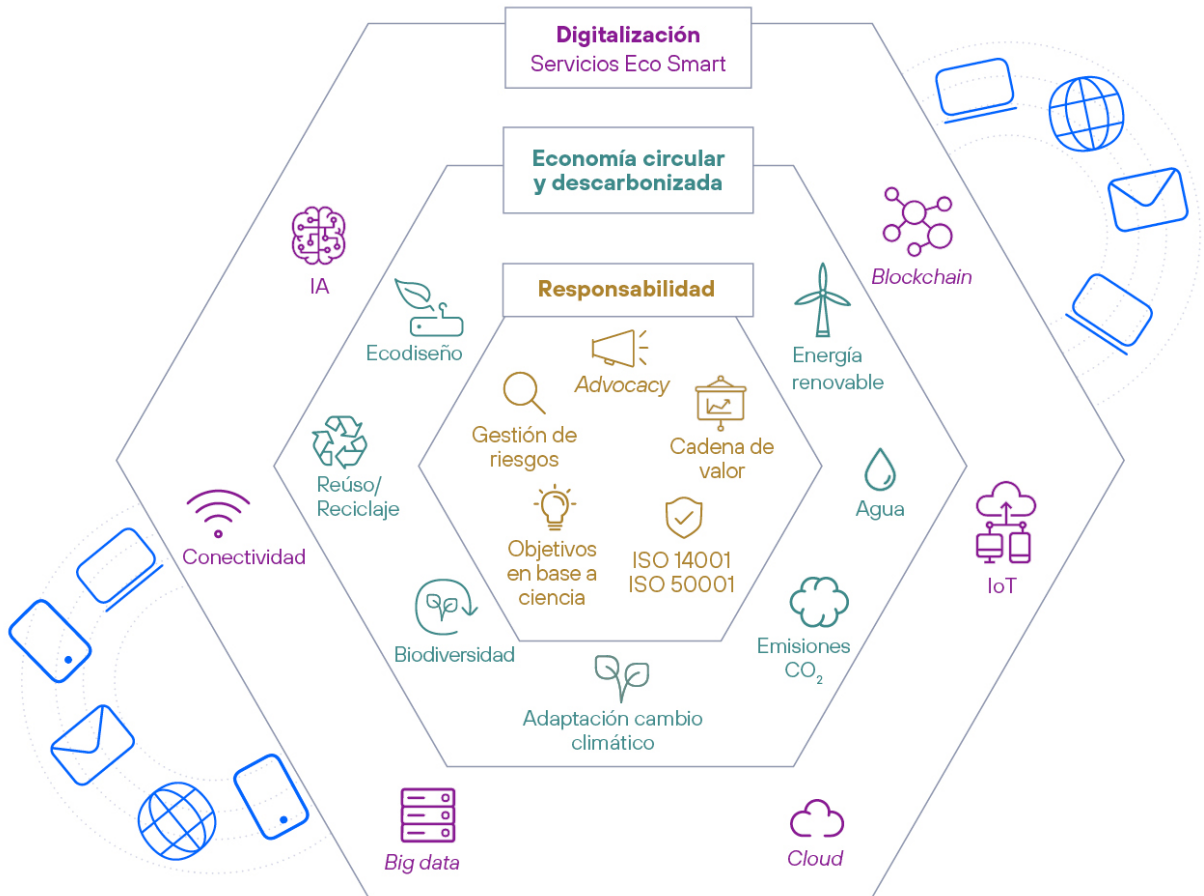 Digitalización
Servicios Eco Smart
Economía circular
y descarbonizada
Responsabilidad
IA
Blockchain
Ecodiseño
Energía
renovable
Advocacy
Gestión de
riesgos
Cadena de
valor
Reúso/
Reciclaje
Agua
Conectividad
Objetivos
en base a
ciencia
ISO 14001
ISO 50001
IoT
Biodiversidad
Emisiones
CO₂
Adaptación cambio
climático
Big data
Cloud